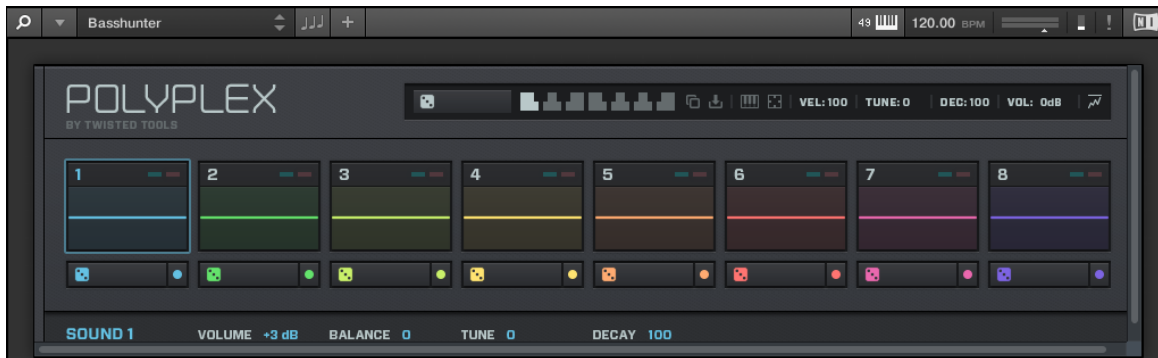 Basshunter
49
120.00 BPM
NI
POLYPLEX
BY TWISTED TOOLS
VEL:100 TUNE:0 DEC:100 VOL: 0dB
1 2 3 4 5 6 7 8
SOUND 1 VOLUME +3 dB BALANCE 0 TUNE 0 DECAY 100